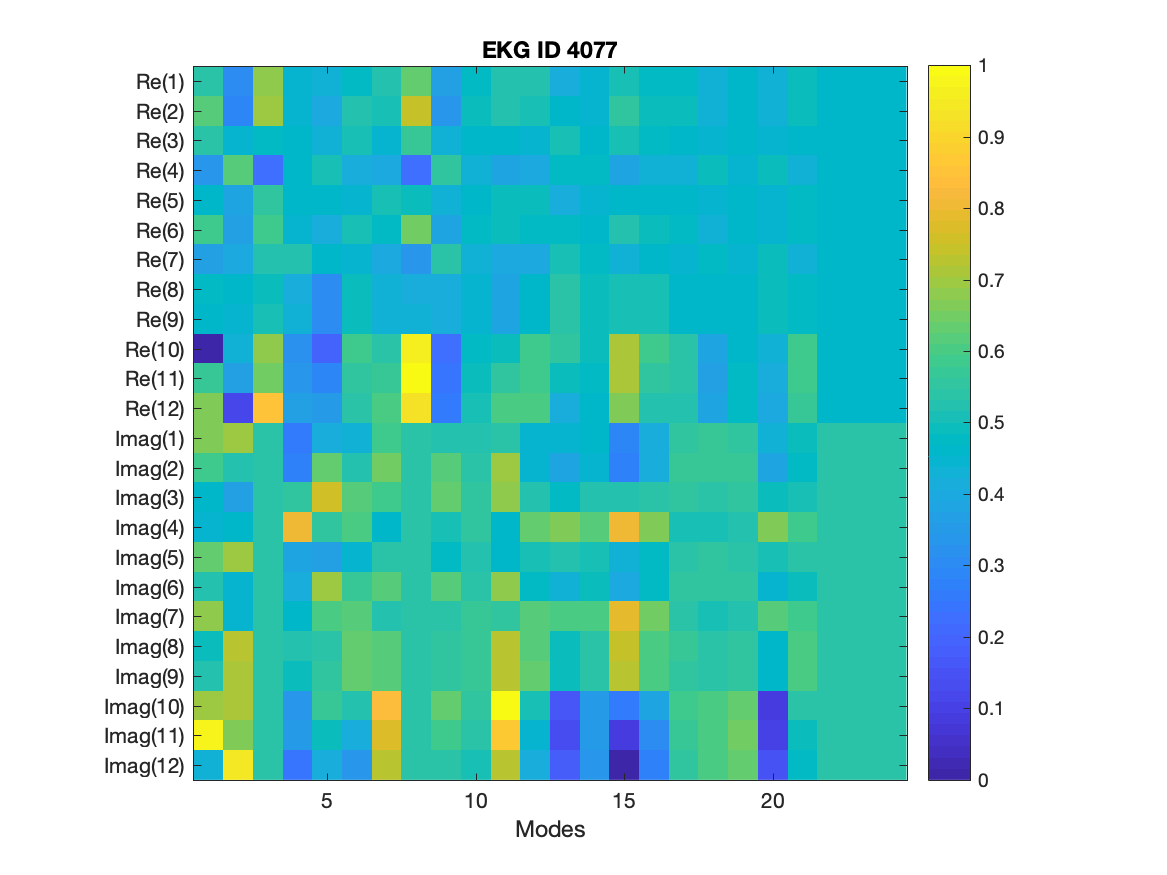 EKG ID 4077
Re(1)
Re(2)
Re(3)
Re(4)
Re(5)
Re(6)
Re(7)
Re(8)
Re(9)
Re(10)
Re(11)
Re(12)
Imag(1)
Imag(2)
Imag(3)
Imag(4)
Imag(5)
Imag(6)
Imag(7)
Imag(8)
Imag(9)
Imag(10)
Imag(11)
Imag(12)
5 10 15 20
Modes
1
0.9
0.8
0.7
0.6
0.5
0.4
0.3
0.2
0.1
0